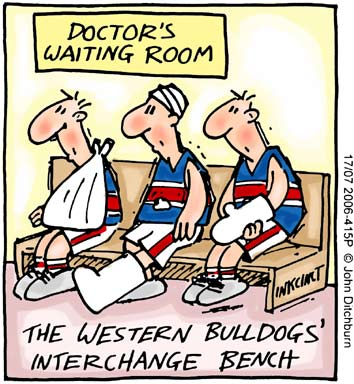 DOCTOR'S
WAITING ROOM
INKCINCT
THE WESTERN BULLDOGS'
INTERCHANGE BENCH
17/07 2006-415P © John Ditchburn